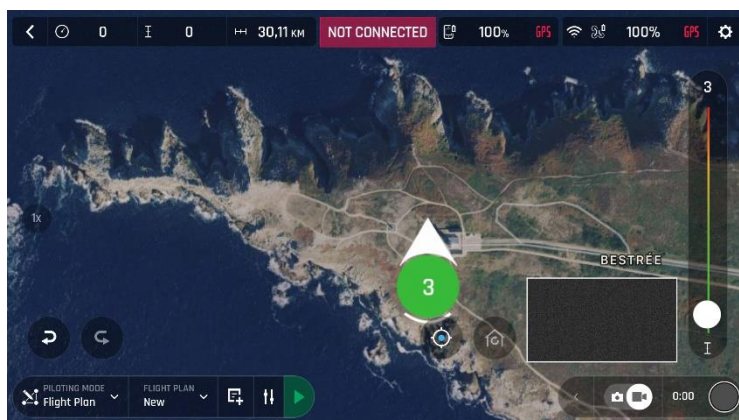 0 0 30,11 км NOT CONNECTED 100% GPS 100% GPS
3
1x
BESTRÉE
3
PILOTING MODE
Flight Plan
FLIGHT PLAN
New
0:00